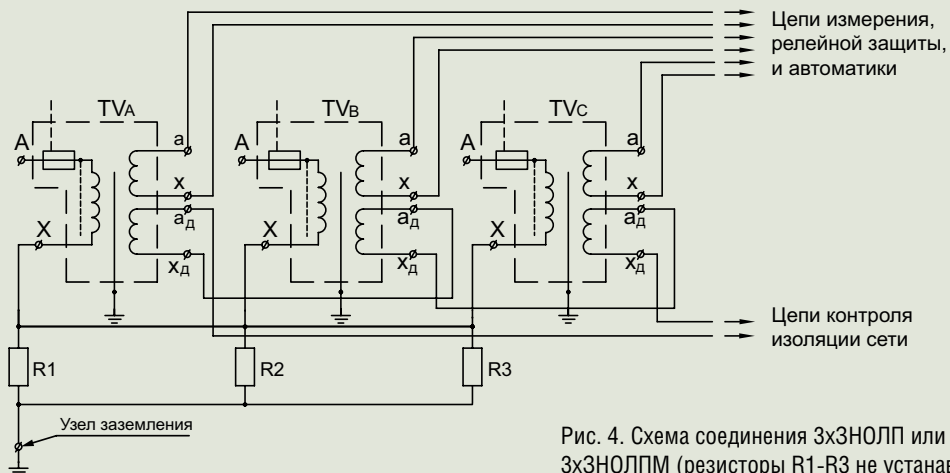 Цепи измерения,
релейной защиты,
и автоматики
TVA TVB TVC
A a A a A a
X x X x X x
aд aд aд
xд xд xд
Цепи контроля
изоляции сети
R1 R2 R3
Узел заземления
Рис. 4. Схема соединения 3хЗНОЛП или
3хЗНОЛПМ (резисторы R1-R3 не устанав